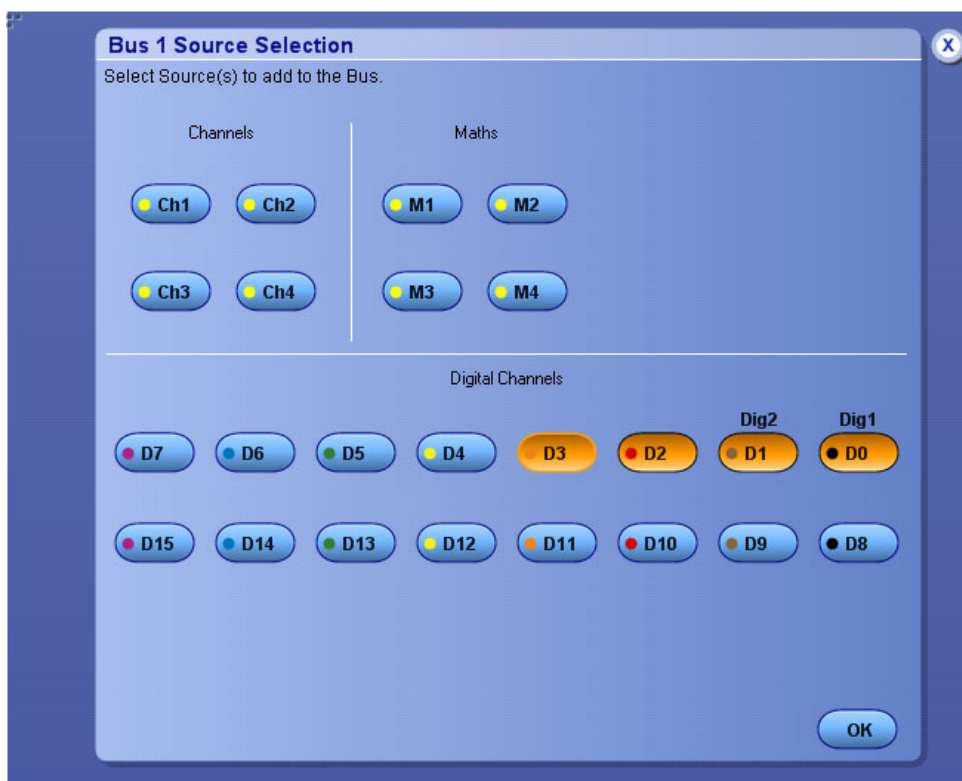 Bus 1 Source Selection
X
Select Source(s) to add to the Bus.
Channels Maths
Ch1 Ch2 M1 M2
Ch3 Ch4 M3 M4
Digital Channels
Dig2 Dig1
D7 D6 D5 D4 D3 D2 D1 D0
D15 D14 D13 D12 D11 D10 D9 D8
OK